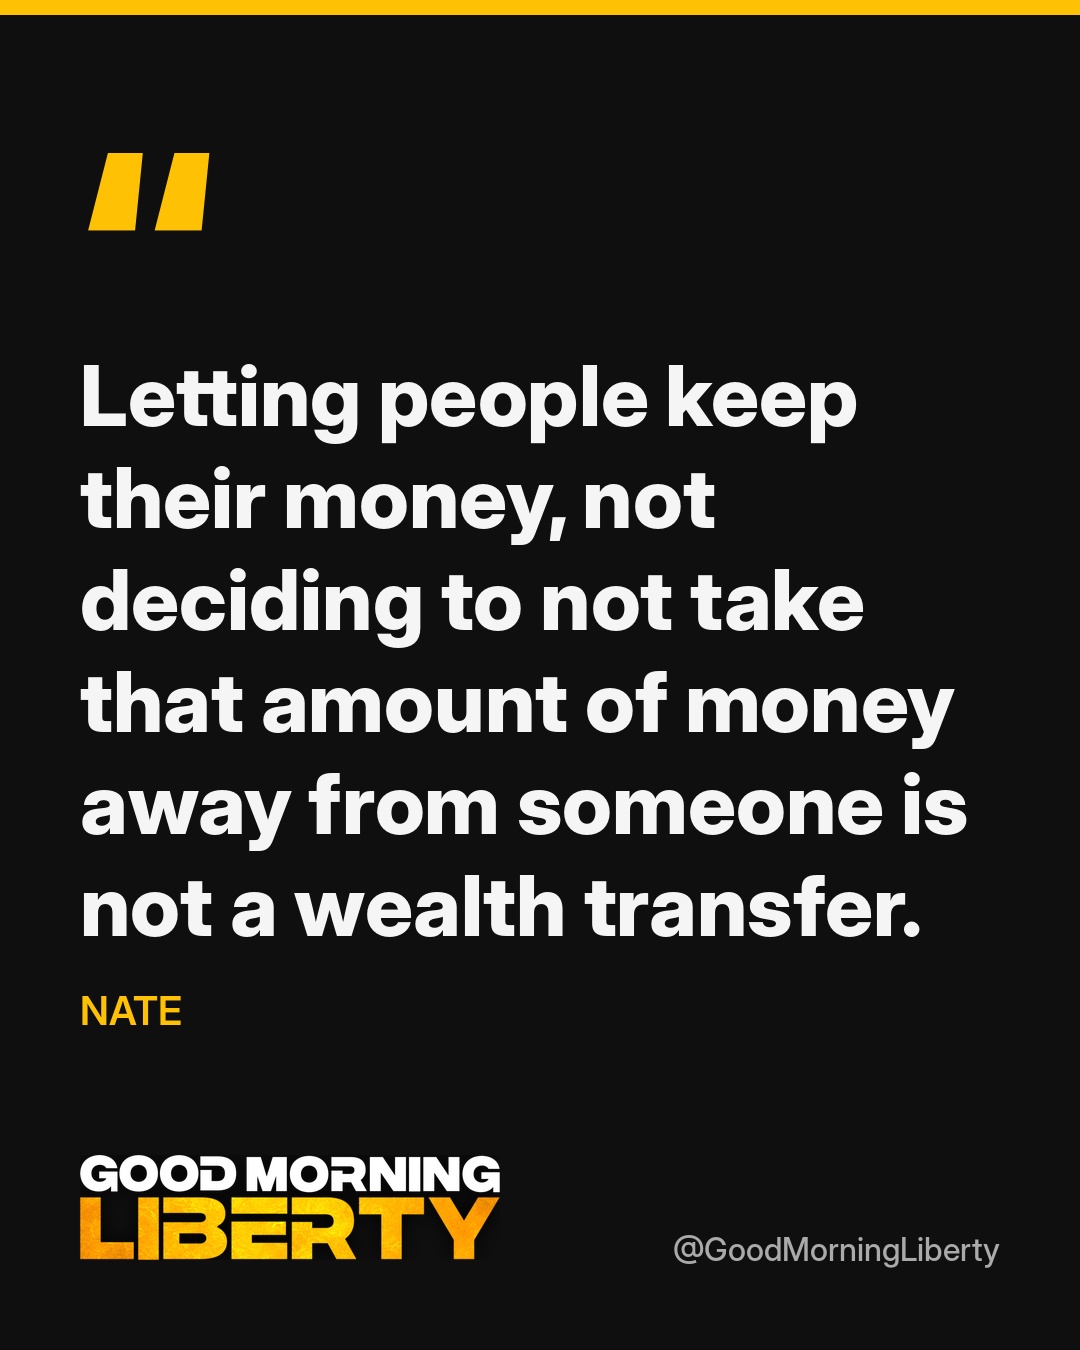 "
Letting people keep
their money, not
deciding to not take
that amount of money
away from someone is
not a wealth transfer.
NATE
GOOD MORNING
LIBERTY
@GoodMorningLiberty